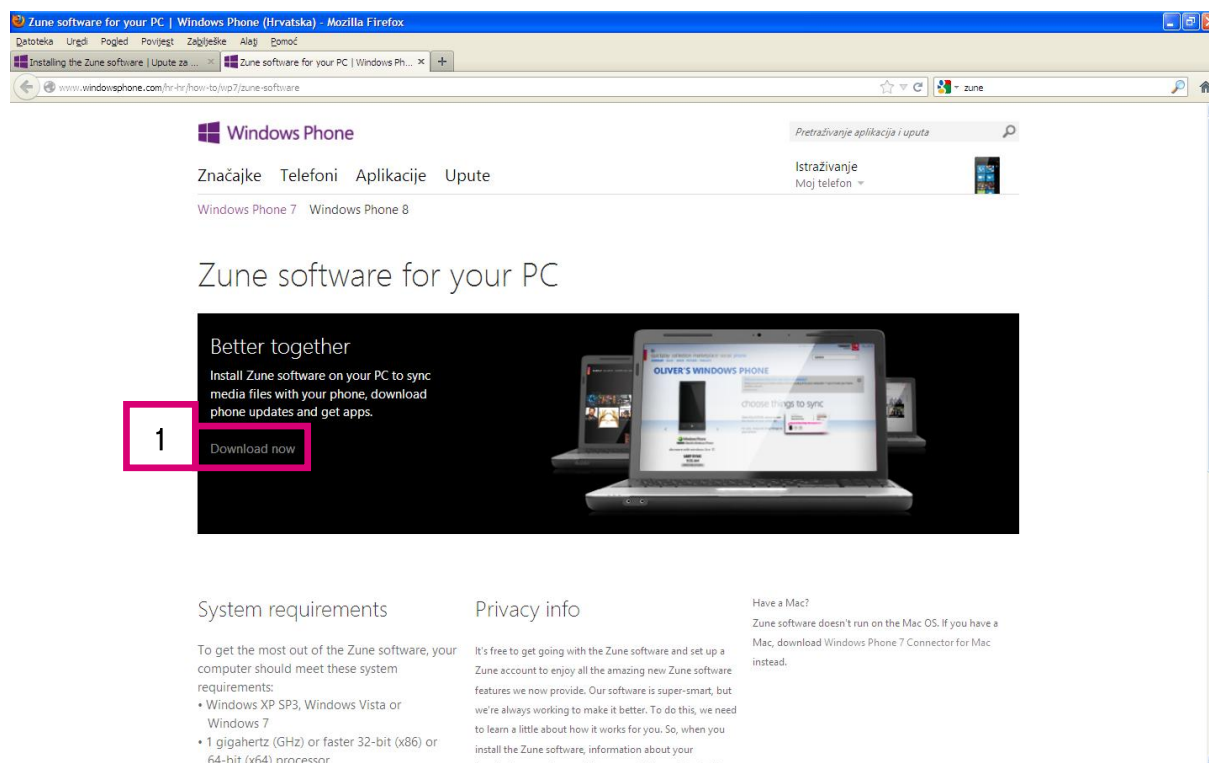 Zune software for your PC | Windows Phone (Hrvatska) - Mozilla Firefox
Datoteka Uredi Pogled Povijest Zabilješke Alati Pomoć
Installing the Zune software | Upute za ... × Zune software for your PC | Windows Ph... × +
www.windowsphone.com/hr-hr/how-to/wp7/zune-software
zune
Windows Phone
Pretraživanje aplikacija i uputa
Značajke Telefoni Aplikacije Upute
Istraživanje
Moj telefon
Windows Phone 7 Windows Phone 8
Zune software for your PC
Better together
Install Zune software on your PC to sync
media files with your phone, download
phone updates and get apps.
1
Download now
OLIVER'S WINDOWS PHONE
choose things to sync
System requirements
To get the most out of the Zune software, your
computer should meet these system
requirements:
• Windows XP SP3, Windows Vista or
Windows 7
• 1 gigahertz (GHz) or faster 32-bit (x86) or
64-bit (x64) processor
Privacy info
It's free to get going with the Zune software and set up a
Zune account to enjoy all the amazing new Zune software
features we now provide. Our software is super-smart, but
we're always working to make it better. To do this, we need
to learn a little about how it works for you. So, when you
install the Zune software, information about your
Have a Mac?
Zune software doesn't run on the Mac OS. If you have a
Mac, download Windows Phone 7 Connector for Mac
instead.